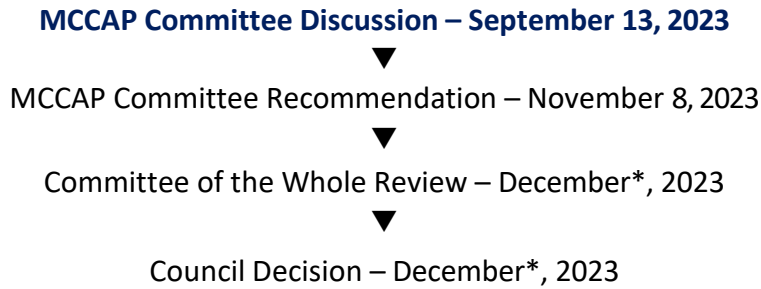 MCCAP Committee Discussion – September 13, 2023
MCCAP Committee Recommendation – November 8, 2023
Committee of the Whole Review – December*, 2023
Council Decision – December*, 2023